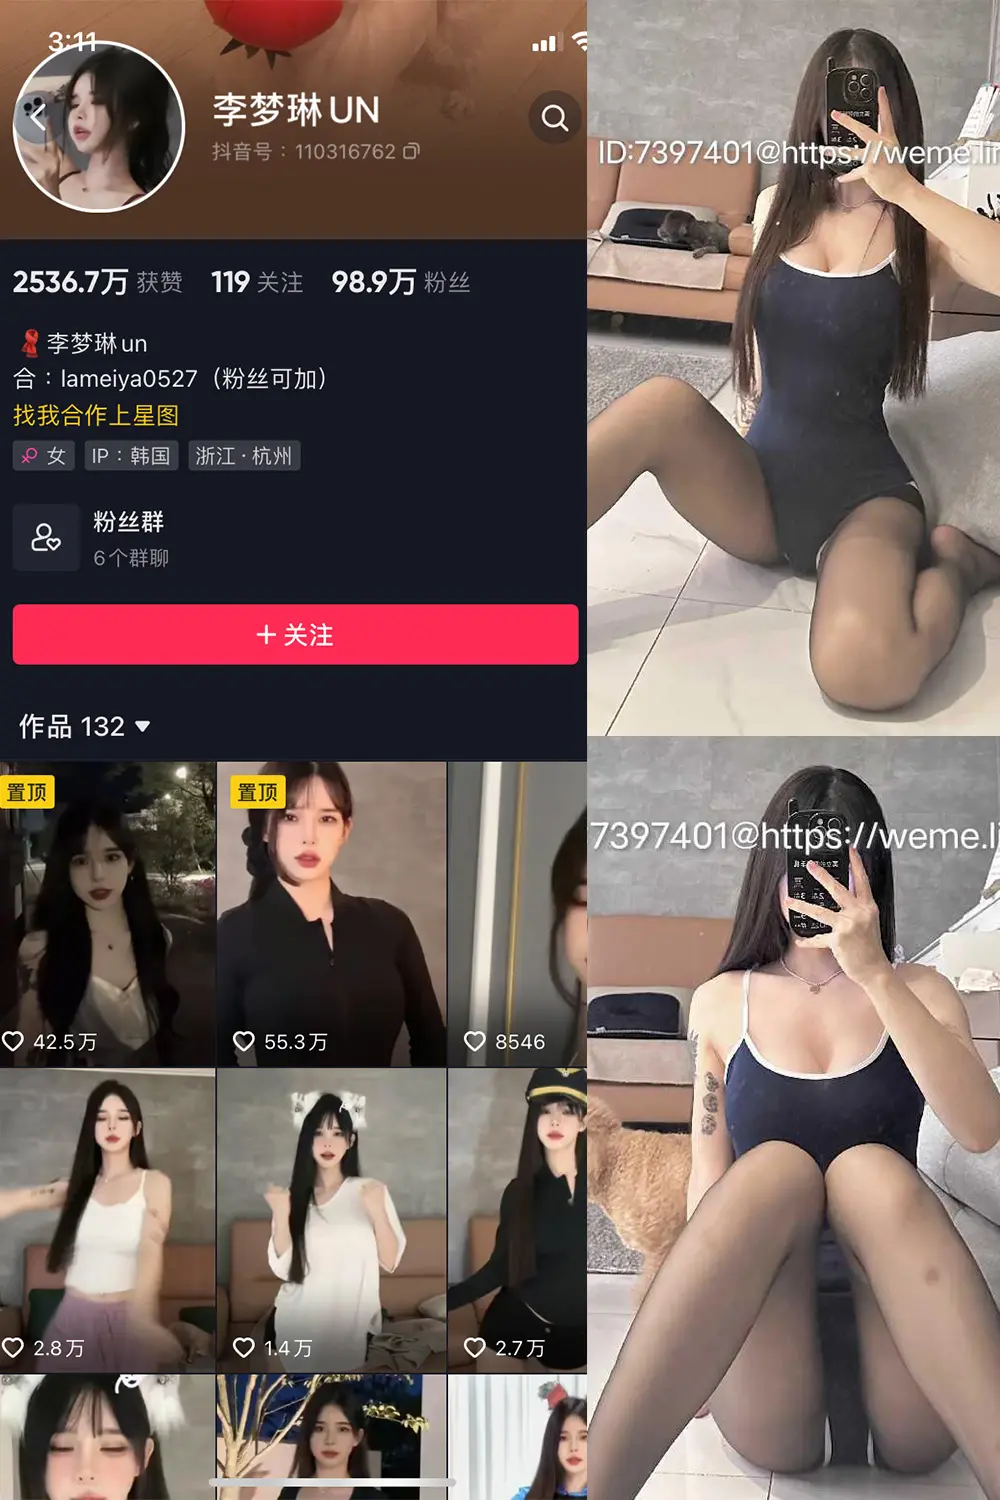 3:11
李梦琳UN
抖音号：110316762
2536.7万 获赞 119 关注 98.9万 粉丝
李梦琳un
合：lameiya0527（粉丝可加）
找我合作上星图
女 IP：韩国 浙江·杭州
粉丝群
6个群聊
+ 关注
作品 132
置顶
置顶
42.5万
55.3万
8546
2.8万
1.4万
2.7万
ID:7397401@https://weme.li
7397401@https://weme.li